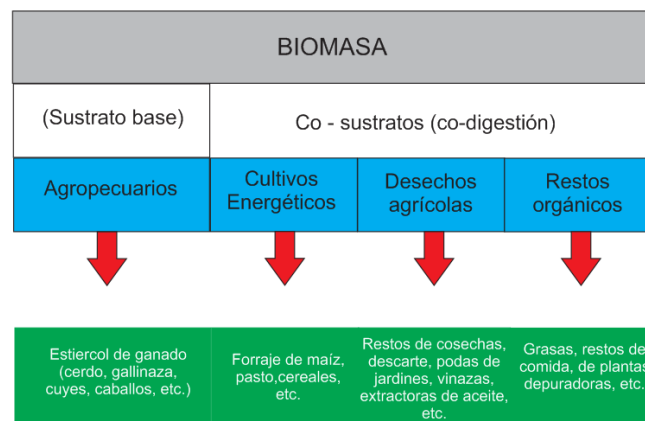 BIOMASA
(Sustrato base)
Co - sustratos (co-digestión)
Agropecuarios
Cultivos
Energéticos
Desechos
agrícolas
Restos
orgánicos
Estiercol de ganado
(cerdo, gallinaza,
cuyes, caballos, etc.)
Forraje de maíz,
pasto,cereales,
etc.
Restos de cosechas,
descarte, podas de
jardines, vinazas,
extractoras de aceite,
etc.
Grasas, restos de
comida, de plantas
depuradoras, etc.